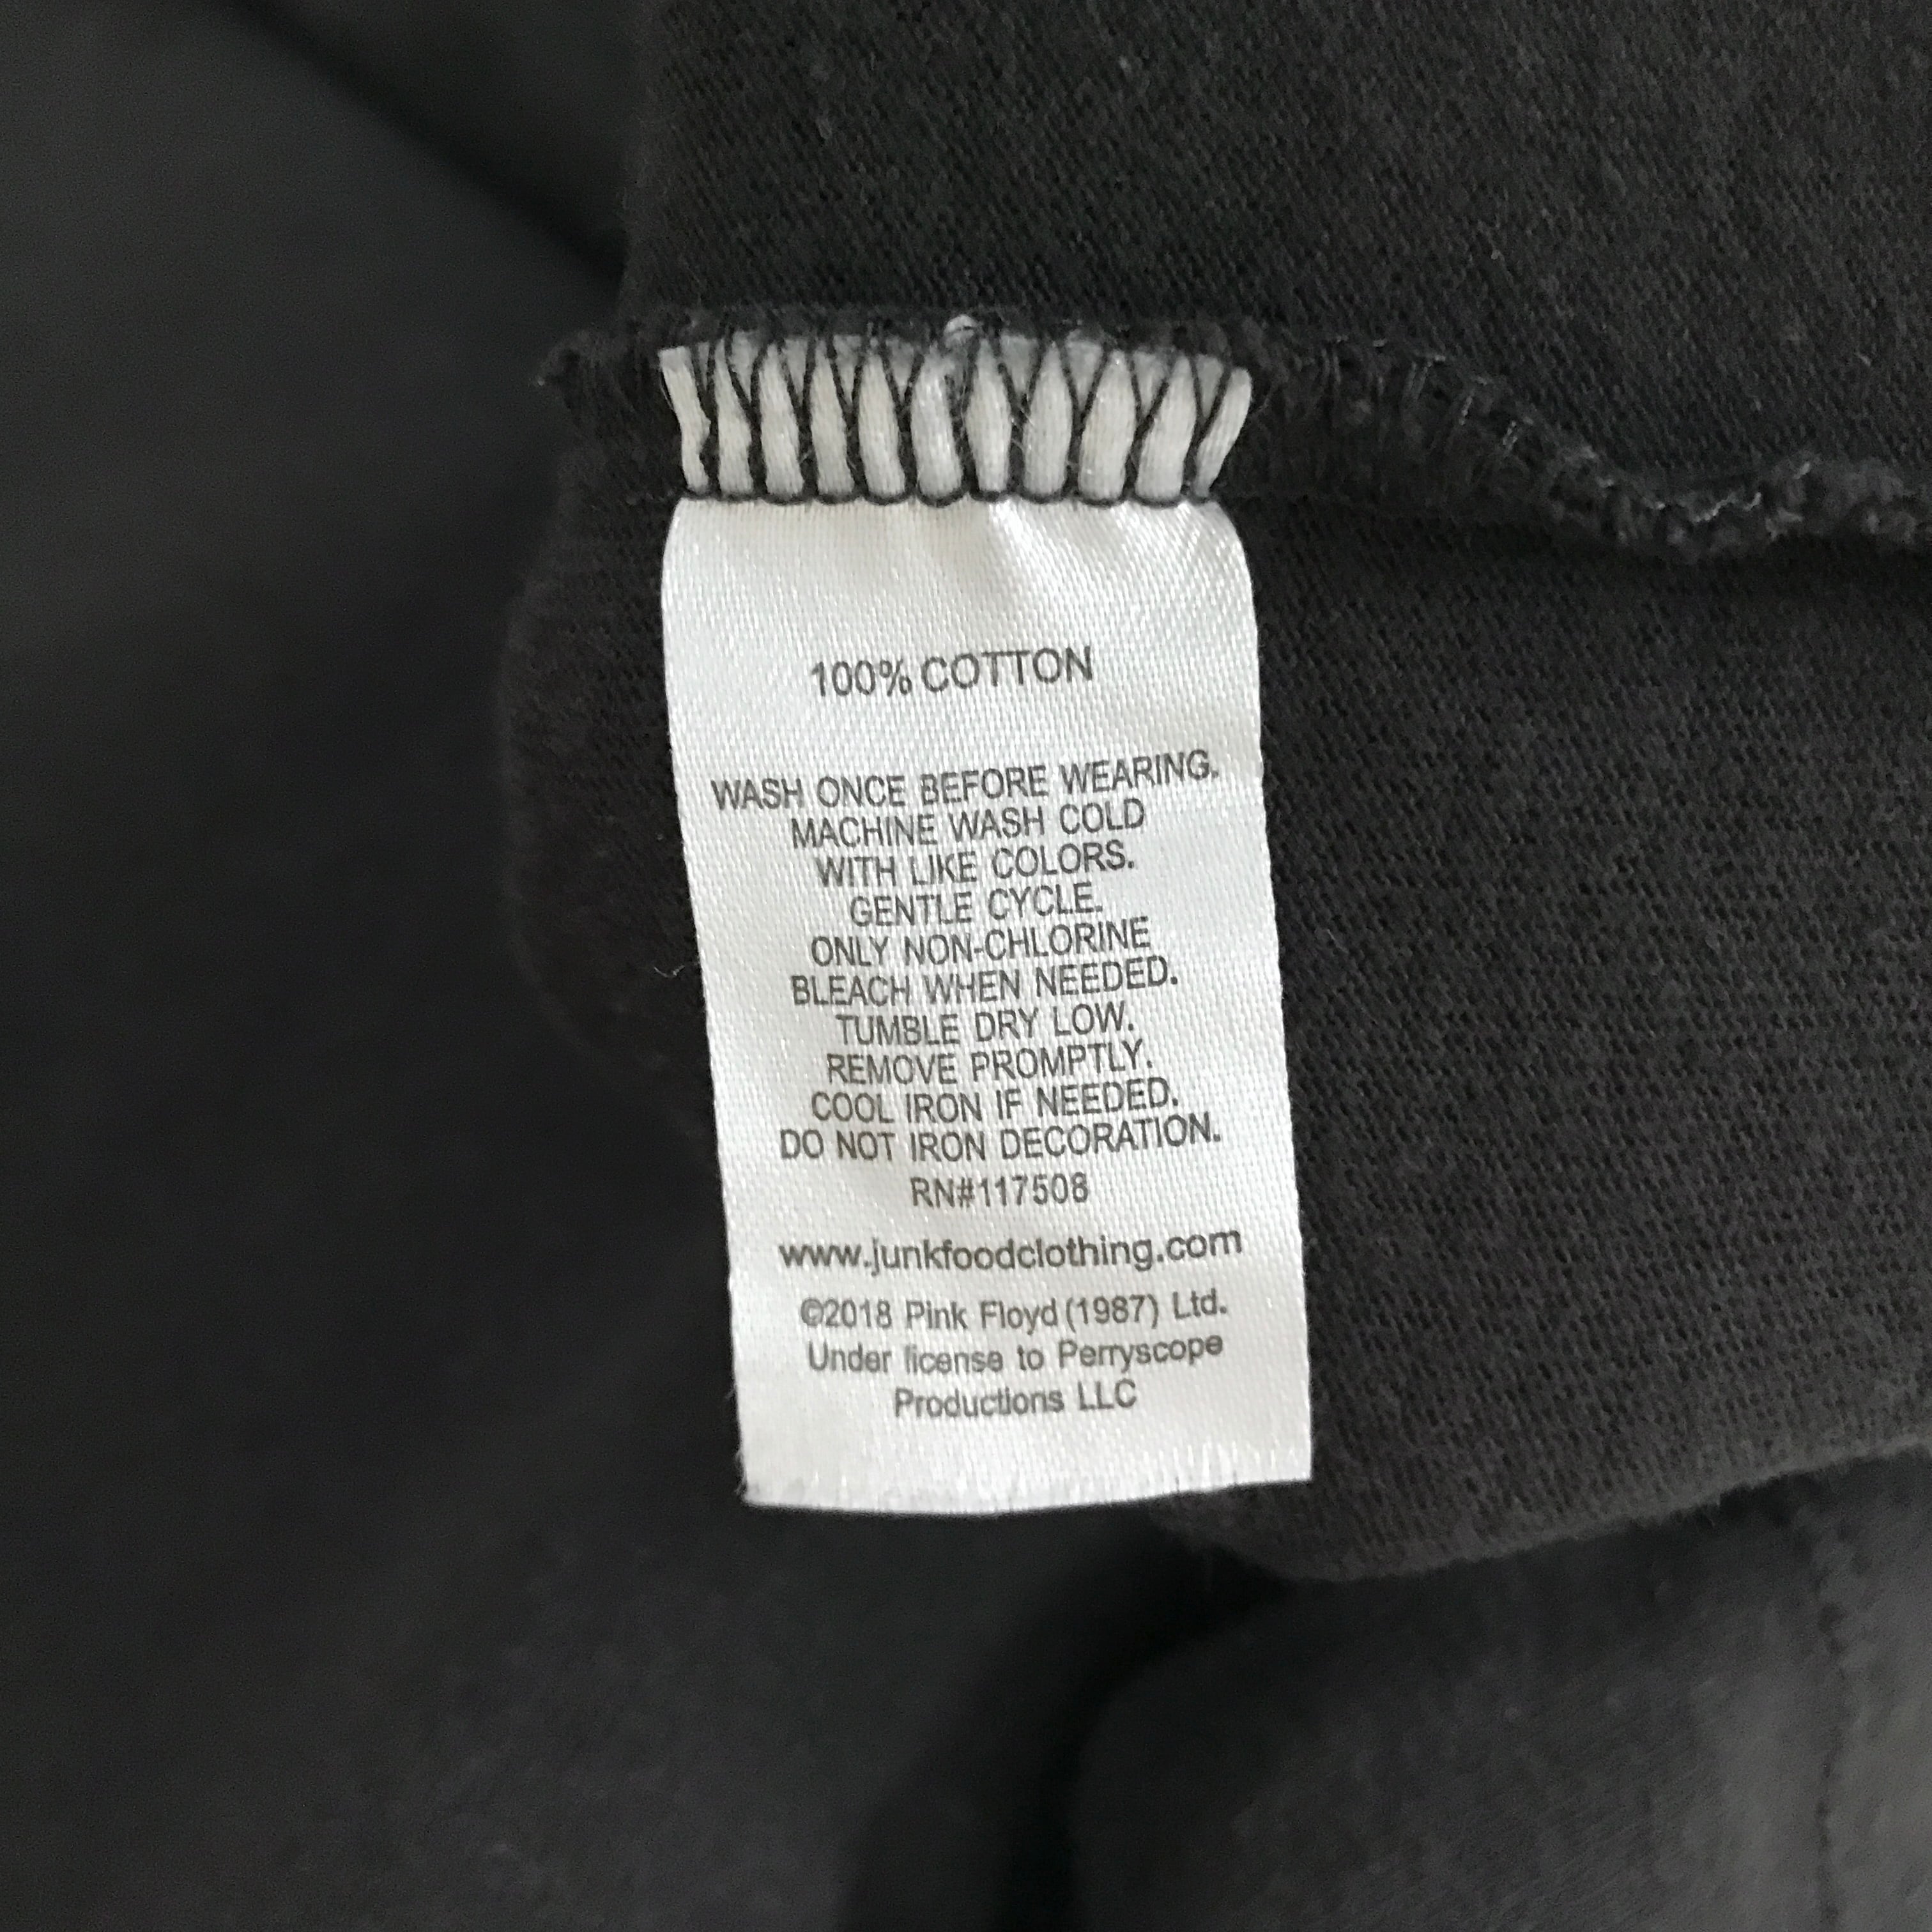 100% COTTON
WASH ONCE BEFORE WEARING.
MACHINE WASH COLD
WITH LIKE COLORS.
GENTLE CYCLE.
ONLY NON-CHLORINE
BLEACH WHEN NEEDED.
TUMBLE DRY LOW.
REMOVE PROMPTLY.
COOL IRON IF NEEDED.
DO NOT IRON DECORATION.
RN#117508
www.junkfoodclothing.com
©2018 Pink Floyd (1987) Ltd.
Under license to Perryscope
Productions LLC